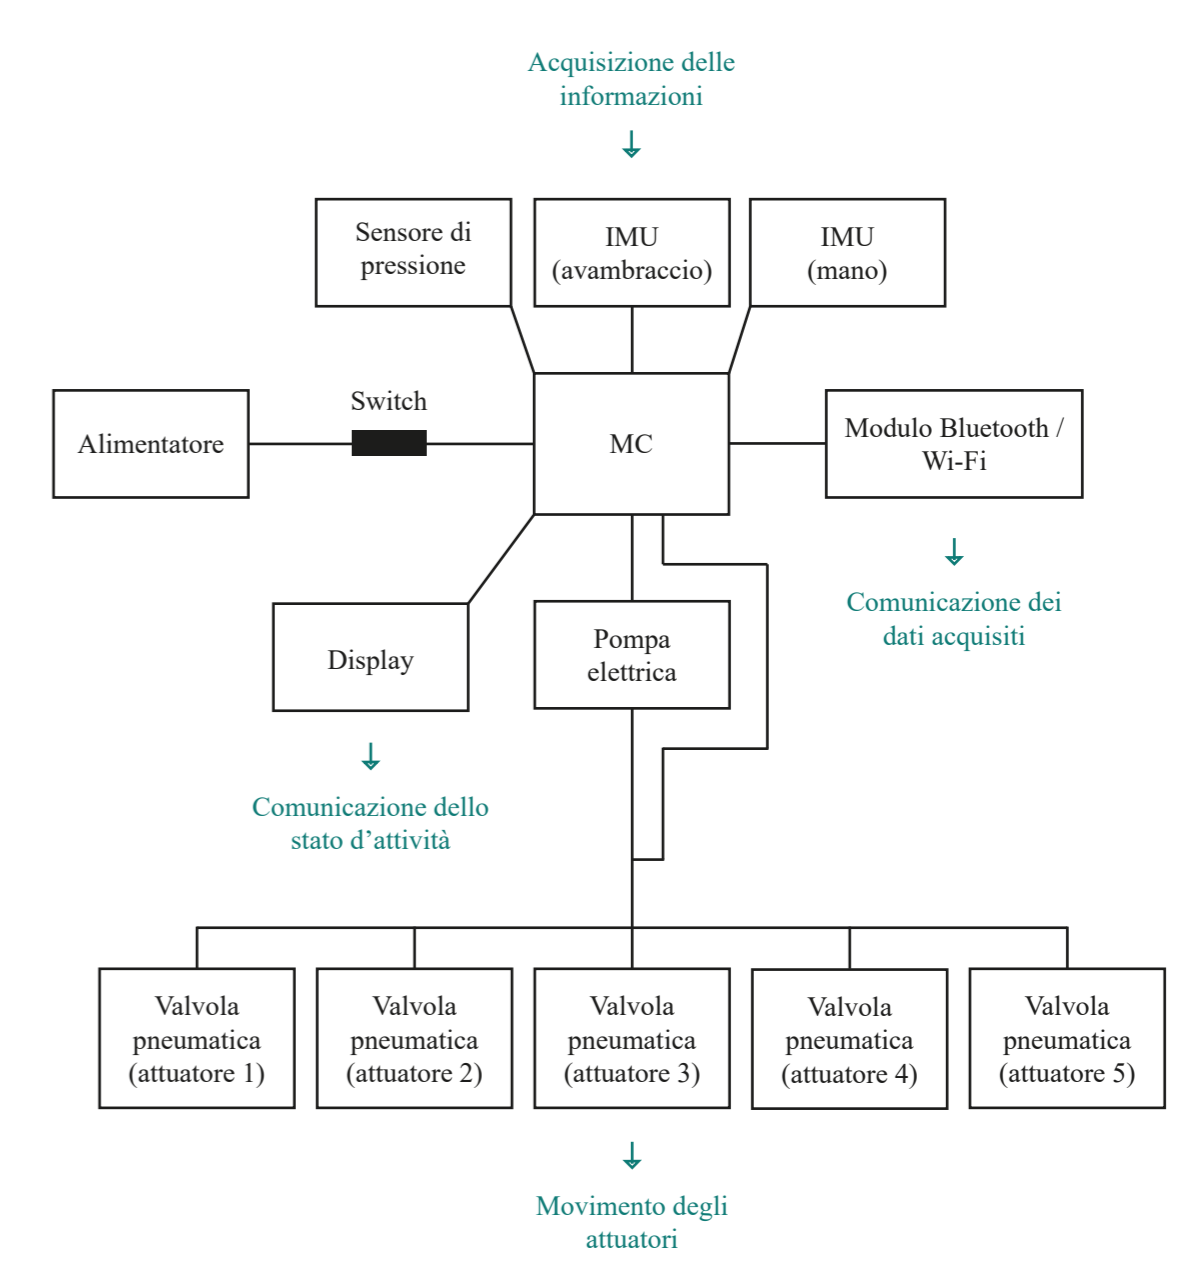 Acquisizione delle
informazioni
Sensore di
pressione
IMU
(avambraccio)
IMU
(mano)
Alimentatore
Switch
MC
Modulo Bluetooth /
Wi-Fi
Comunicazione dei
dati acquisiti
Display
Pompa
elettrica
Comunicazione dello
stato d’attività
Valvola
pneumatica
(attuatore 1)
Valvola
pneumatica
(attuatore 2)
Valvola
pneumatica
(attuatore 3)
Valvola
pneumatica
(attuatore 4)
Valvola
pneumatica
(attuatore 5)
Movimento degli
attuatori